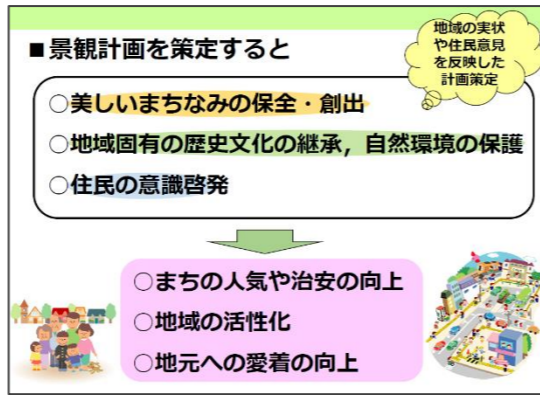 ■景観計画を策定すると
地域の実状
や住民意見
を反映した
計画策定
○美しいまちなみの保全・創出
○地域固有の歴史文化の継承，自然環境の保護
○住民の意識啓発
○まちの人気や治安の向上
○地域の活性化
○地元への愛着の向上